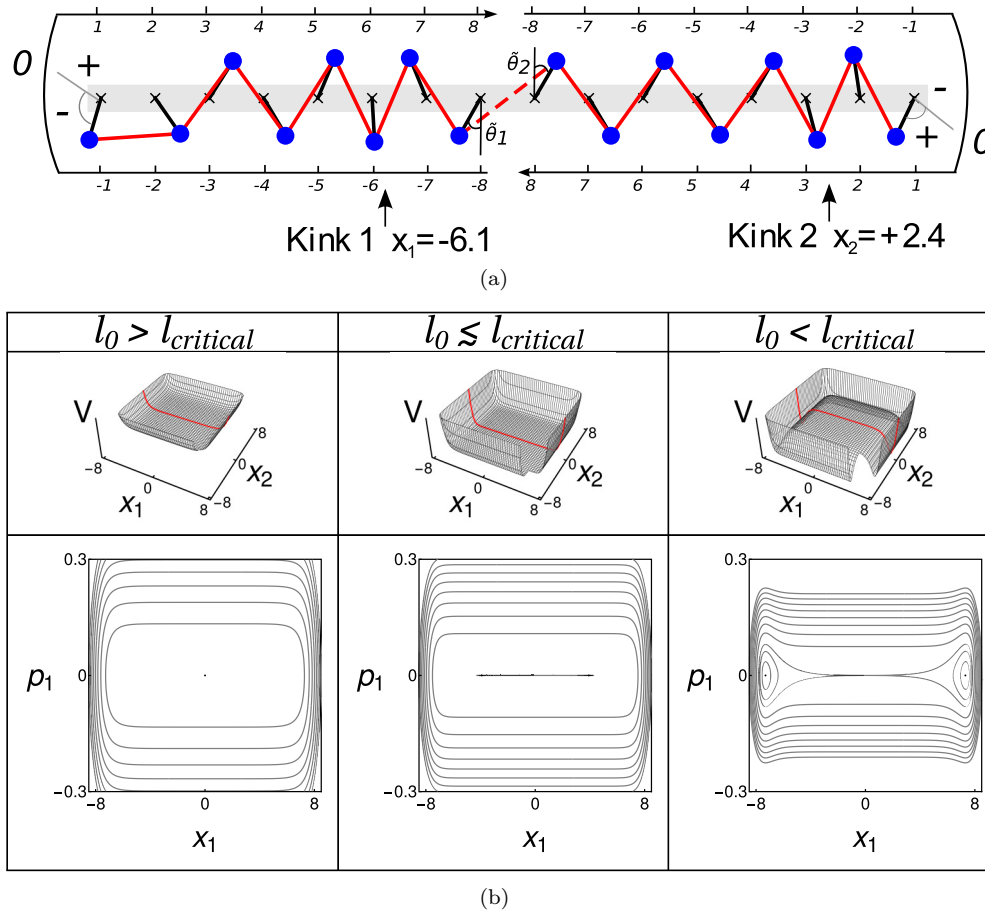 1 2 3 4 5 6 7 8 -8 -7 -6 -5 -4 -3 -2 -1
0 + - θ̃2 - 0
- θ̃1 +
-1 -2 -3 -4 -5 -6 -7 -8 8 7 6 5 4 3 2 1
Kink 1 x1=-6.1 Kink 2 x2=+2.4
(a)
l0 > lcritical l0 ≲ lcritical l0 < lcritical
V V V
8 8 8
-8 0 x2 -8 0 x2 -8 0 x2
0 0 0
x1 8 -8 x1 8 -8 x1 8 -8
0.3 0.3 0.3
p1 0 p1 0 p1 0
-0.3 -0.3 -0.3
-8 0 8 -8 0 8 -8 0 8
x1 x1 x1
(b)